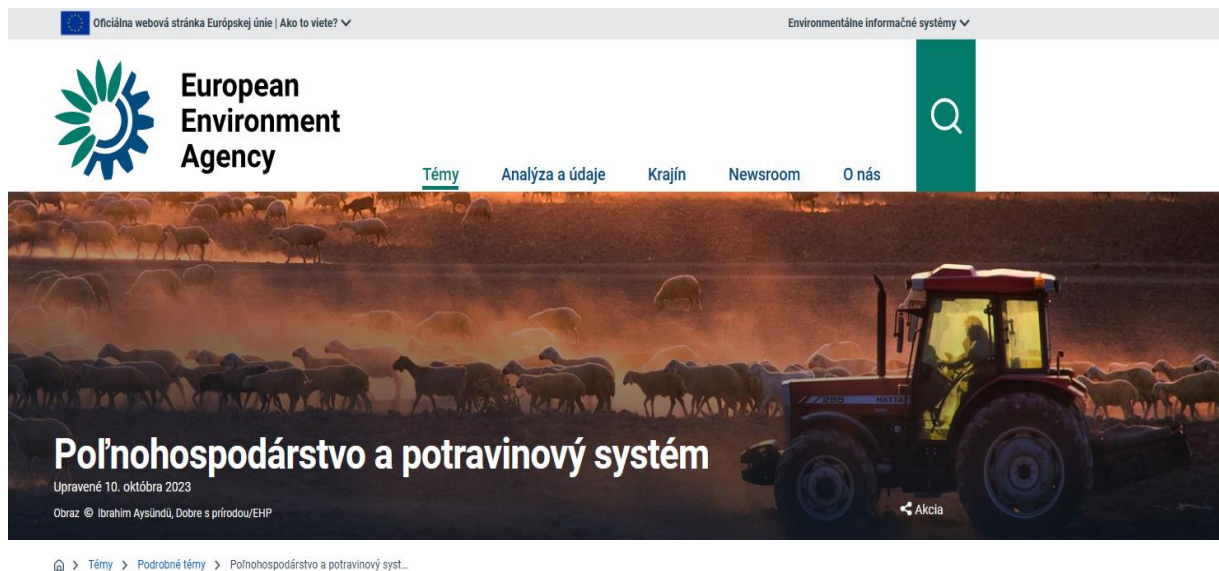 Oficiálna webová stránka Európskej únie | Ako to viete?
Environmentálne informačné systémy
European
Environment
Agency
Témy
Analýza a údaje
Krajín
Newsroom
O nás
295 HATTA
Poľnohospodárstvo a potravinový systém
Upravené 10. októbra 2023
Obraz © Ibrahim Aysündü, Dobre s prírodou/EHP
Akcia
Témy > Podrobné témy > Poľnohospodárstvo a potravinový syst...